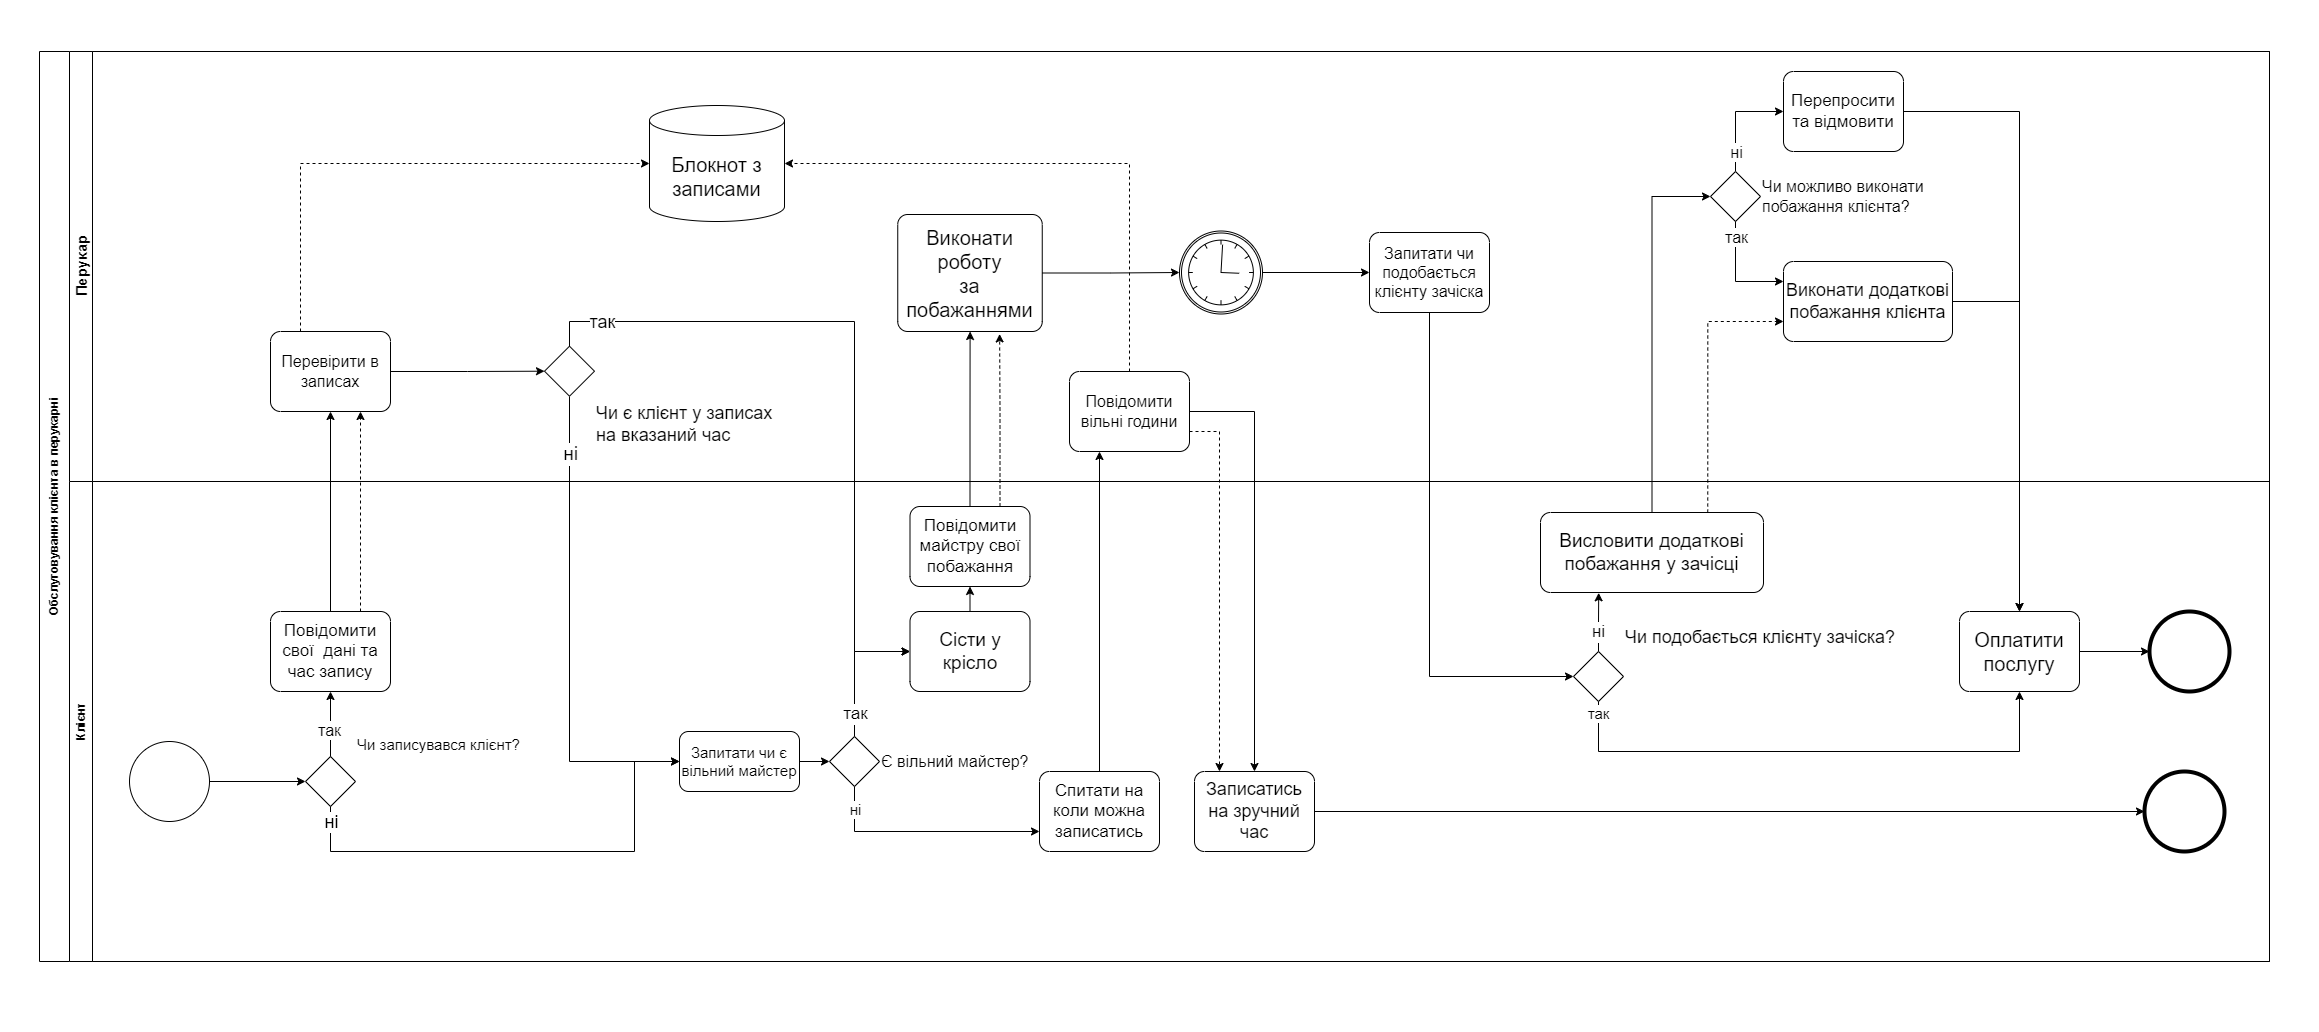 Обслуговування клієнта в перукарні
Перукар
Клієнт
Блокнот з
записами
Перевірити в
записах
так
Чи є клієнт у записах
на вказаний час
ні
Виконати
роботу
за
побажаннями
Повідомити
вільні години
Запитати чи
подобається
клієнту зачіска
Перепросити
та відмовити
ні
Чи можливо виконати
побажання клієнта?
так
Виконати додаткові
побажання клієнта
Повідомити
свої  дані та
час запису
так
Чи записувався клієнт?
ні
Запитати чи є
вільний майстер
так
Є вільний майстер?
ні
Повідомити
майстру свої
побажання
Сісти у
крісло
Спитати на
коли можна
записатись
Записатись
на зручний
час
Висловити додаткові
побажання у зачісці
ні
Чи подобається клієнту зачіска?
так
Оплатити
послугу